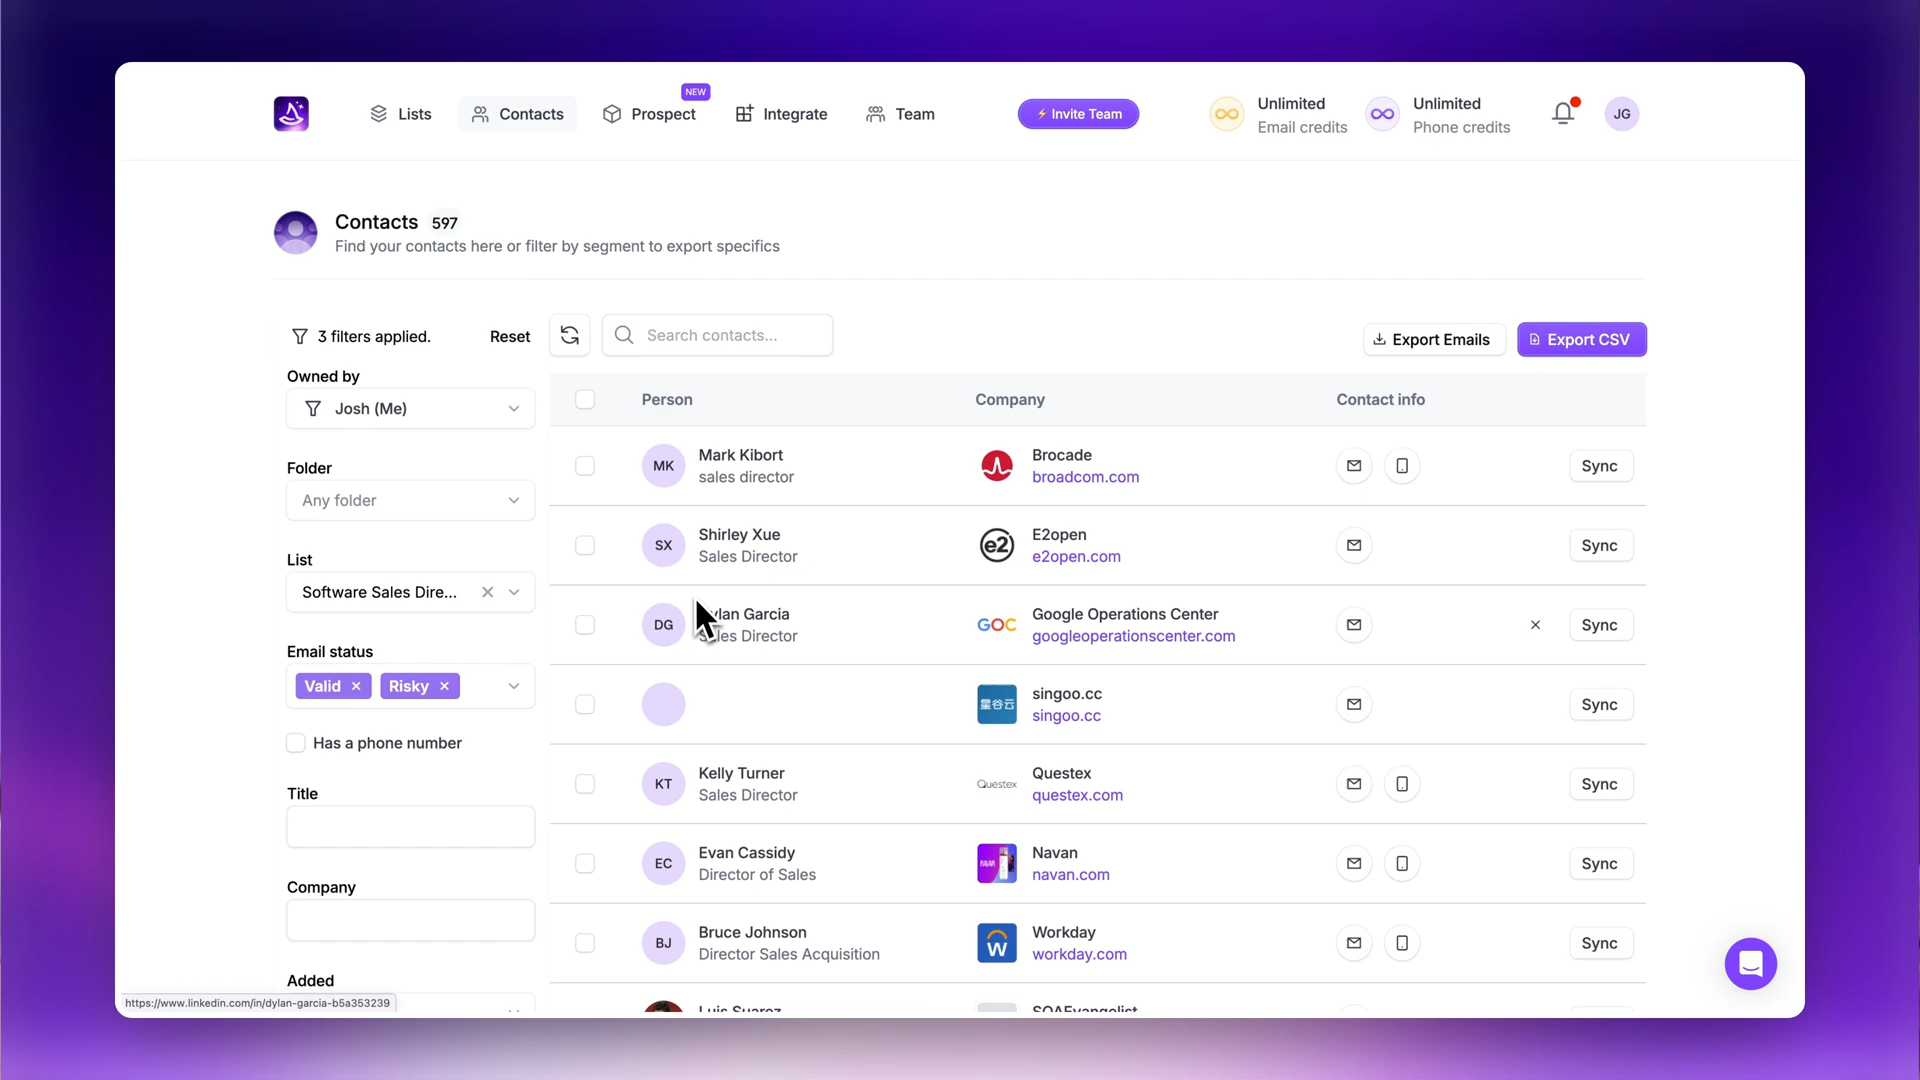 Lists
Contacts
Prospect
NEW
Integrate
Team
Invite Team
Unlimited
Email credits
Unlimited
Phone credits
JG
Contacts 597
Find your contacts here or filter by segment to export specifics
3 filters applied.
Reset
Search contacts...
Export Emails
Export CSV
Owned by
Josh (Me)
Folder
Any folder
List
Software Sales Dire...
Email status
Valid
Risky
Has a phone number
Title
Company
Added
Person
Company
Contact info
MK
Mark Kibort
sales director
Brocade
broadcom.com
Sync
SX
Shirley Xue
Sales Director
e2
E2open
e2open.com
Sync
DG
Dylan Garcia
Sales Director
GOC
Google Operations Center
googleoperationscenter.com
Sync
星谷云
singoo.cc
singoo.cc
Sync
KT
Kelly Turner
Sales Director
Questex
Questex
questex.com
Sync
EC
Evan Cassidy
Director of Sales
NAVAN
Navan
navan.com
Sync
BJ
Bruce Johnson
Director Sales Acquisition
W
Workday
workday.com
Sync
Luis Suarez
SQAEvangelist
https://www.linkedin.com/in/dylan-garcia-b5a353239